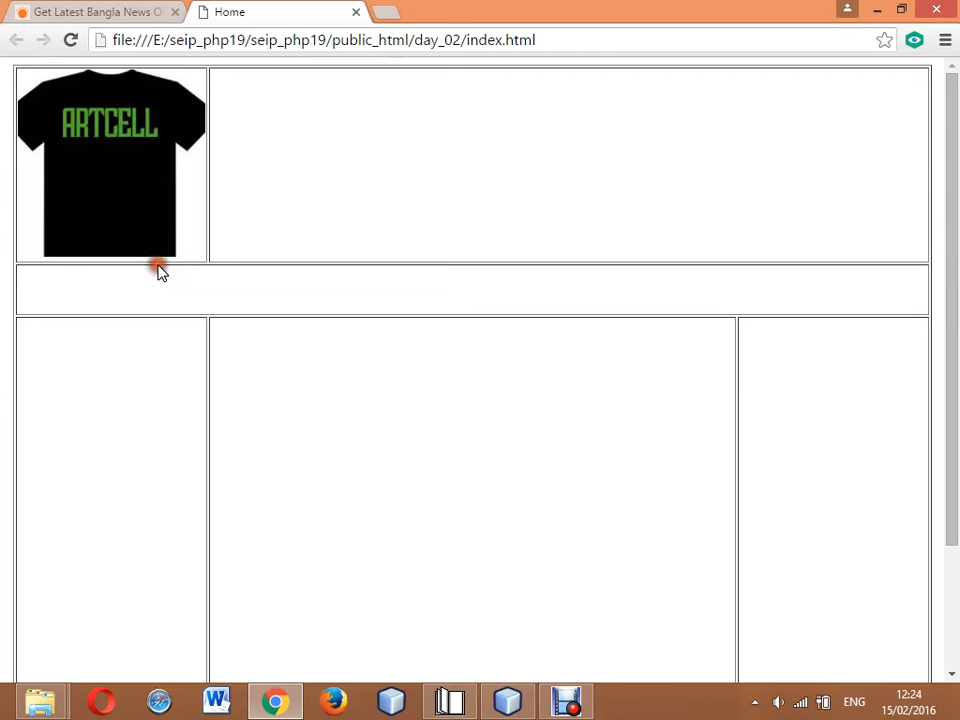 Get Latest Bangla News O
Home
file:///E:/seip_php19/seip_php19/public_html/day_02/index.html
ARTCELL
ENG
12:24
15/02/2016